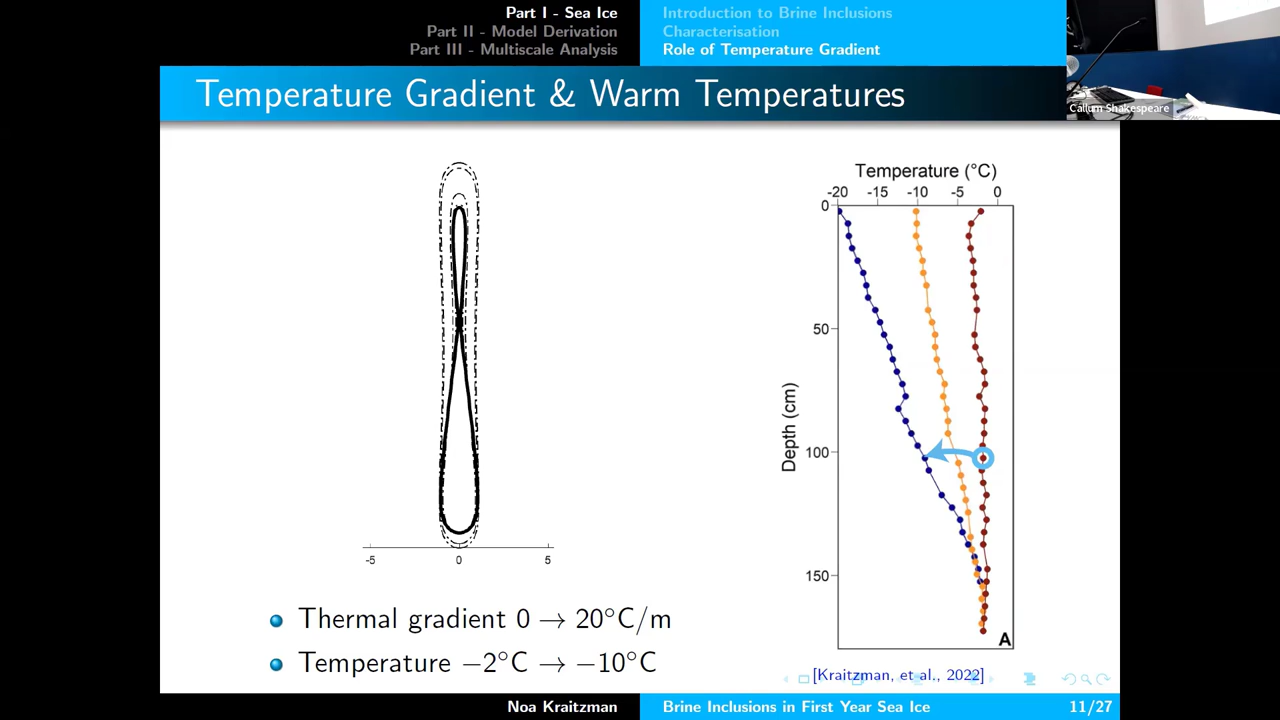 Part I - Sea Ice
Part II - Model Derivation
Part III - Multiscale Analysis
Introduction to Brine Inclusions
Characterisation
Role of Temperature Gradient
Callum Shakespeare
Temperature Gradient & Warm Temperatures
Temperature (°C)
-20 -15 -10 -5 0
0
50
100
150
Depth (cm)
A
-5 0 5
Thermal gradient 0 → 20°C/m
Temperature −2°C → −10°C
[Kraitzman, et al., 2022]
Noa Kraitzman
Brine Inclusions in First Year Sea Ice
11/27